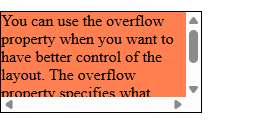 You can use the overflow
property when you want to
have better control of the
layout. The overflow
property specifies what